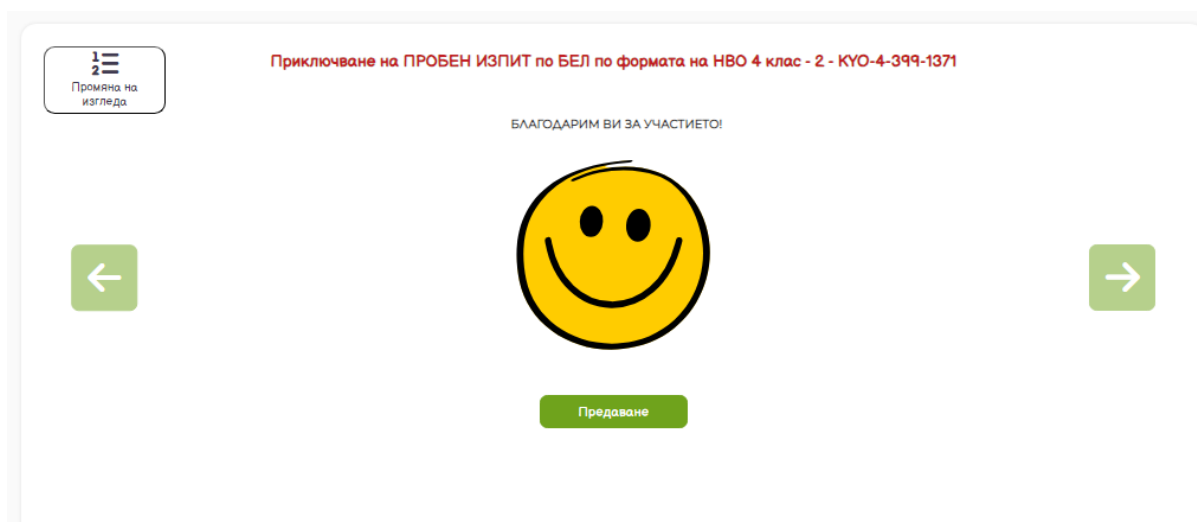 Приключване на ПРОБЕН ИЗПИТ по БЕЛ по формата на НВО 4 клас - 2 - KYO-4-399-1371
1
2
Промяна на
изгледа
БЛАГОДАРИМ ВИ ЗА УЧАСТИЕТО!
Предаване